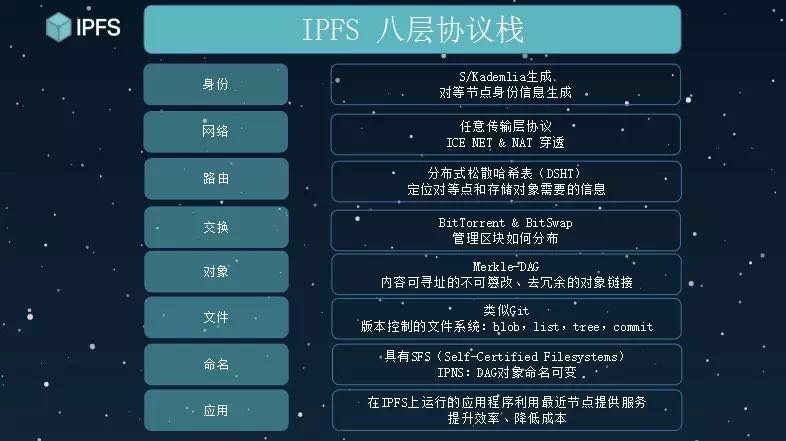 IPFS
IPFS 八层协议栈
身份
S/Kademlia生成
对等节点身份信息生成
网络
任意传输层协议
ICE NET & NAT 穿透
路由
分布式松散哈希表（DSHT）
定位对等点和存储对象需要的信息
交换
BitTorrent & BitSwap
管理区块如何分布
对象
Merkle-DAG
内容可寻址的不可篡改、去冗余的对象链接
文件
类似Git
版本控制的文件系统：blob，list，tree，commit
命名
具有SFS（Self-Certified Filesystems）
IPNS：DAG对象命名可变
应用
在IPFS上运行的应用程序利用最近节点提供服务
提升效率、降低成本